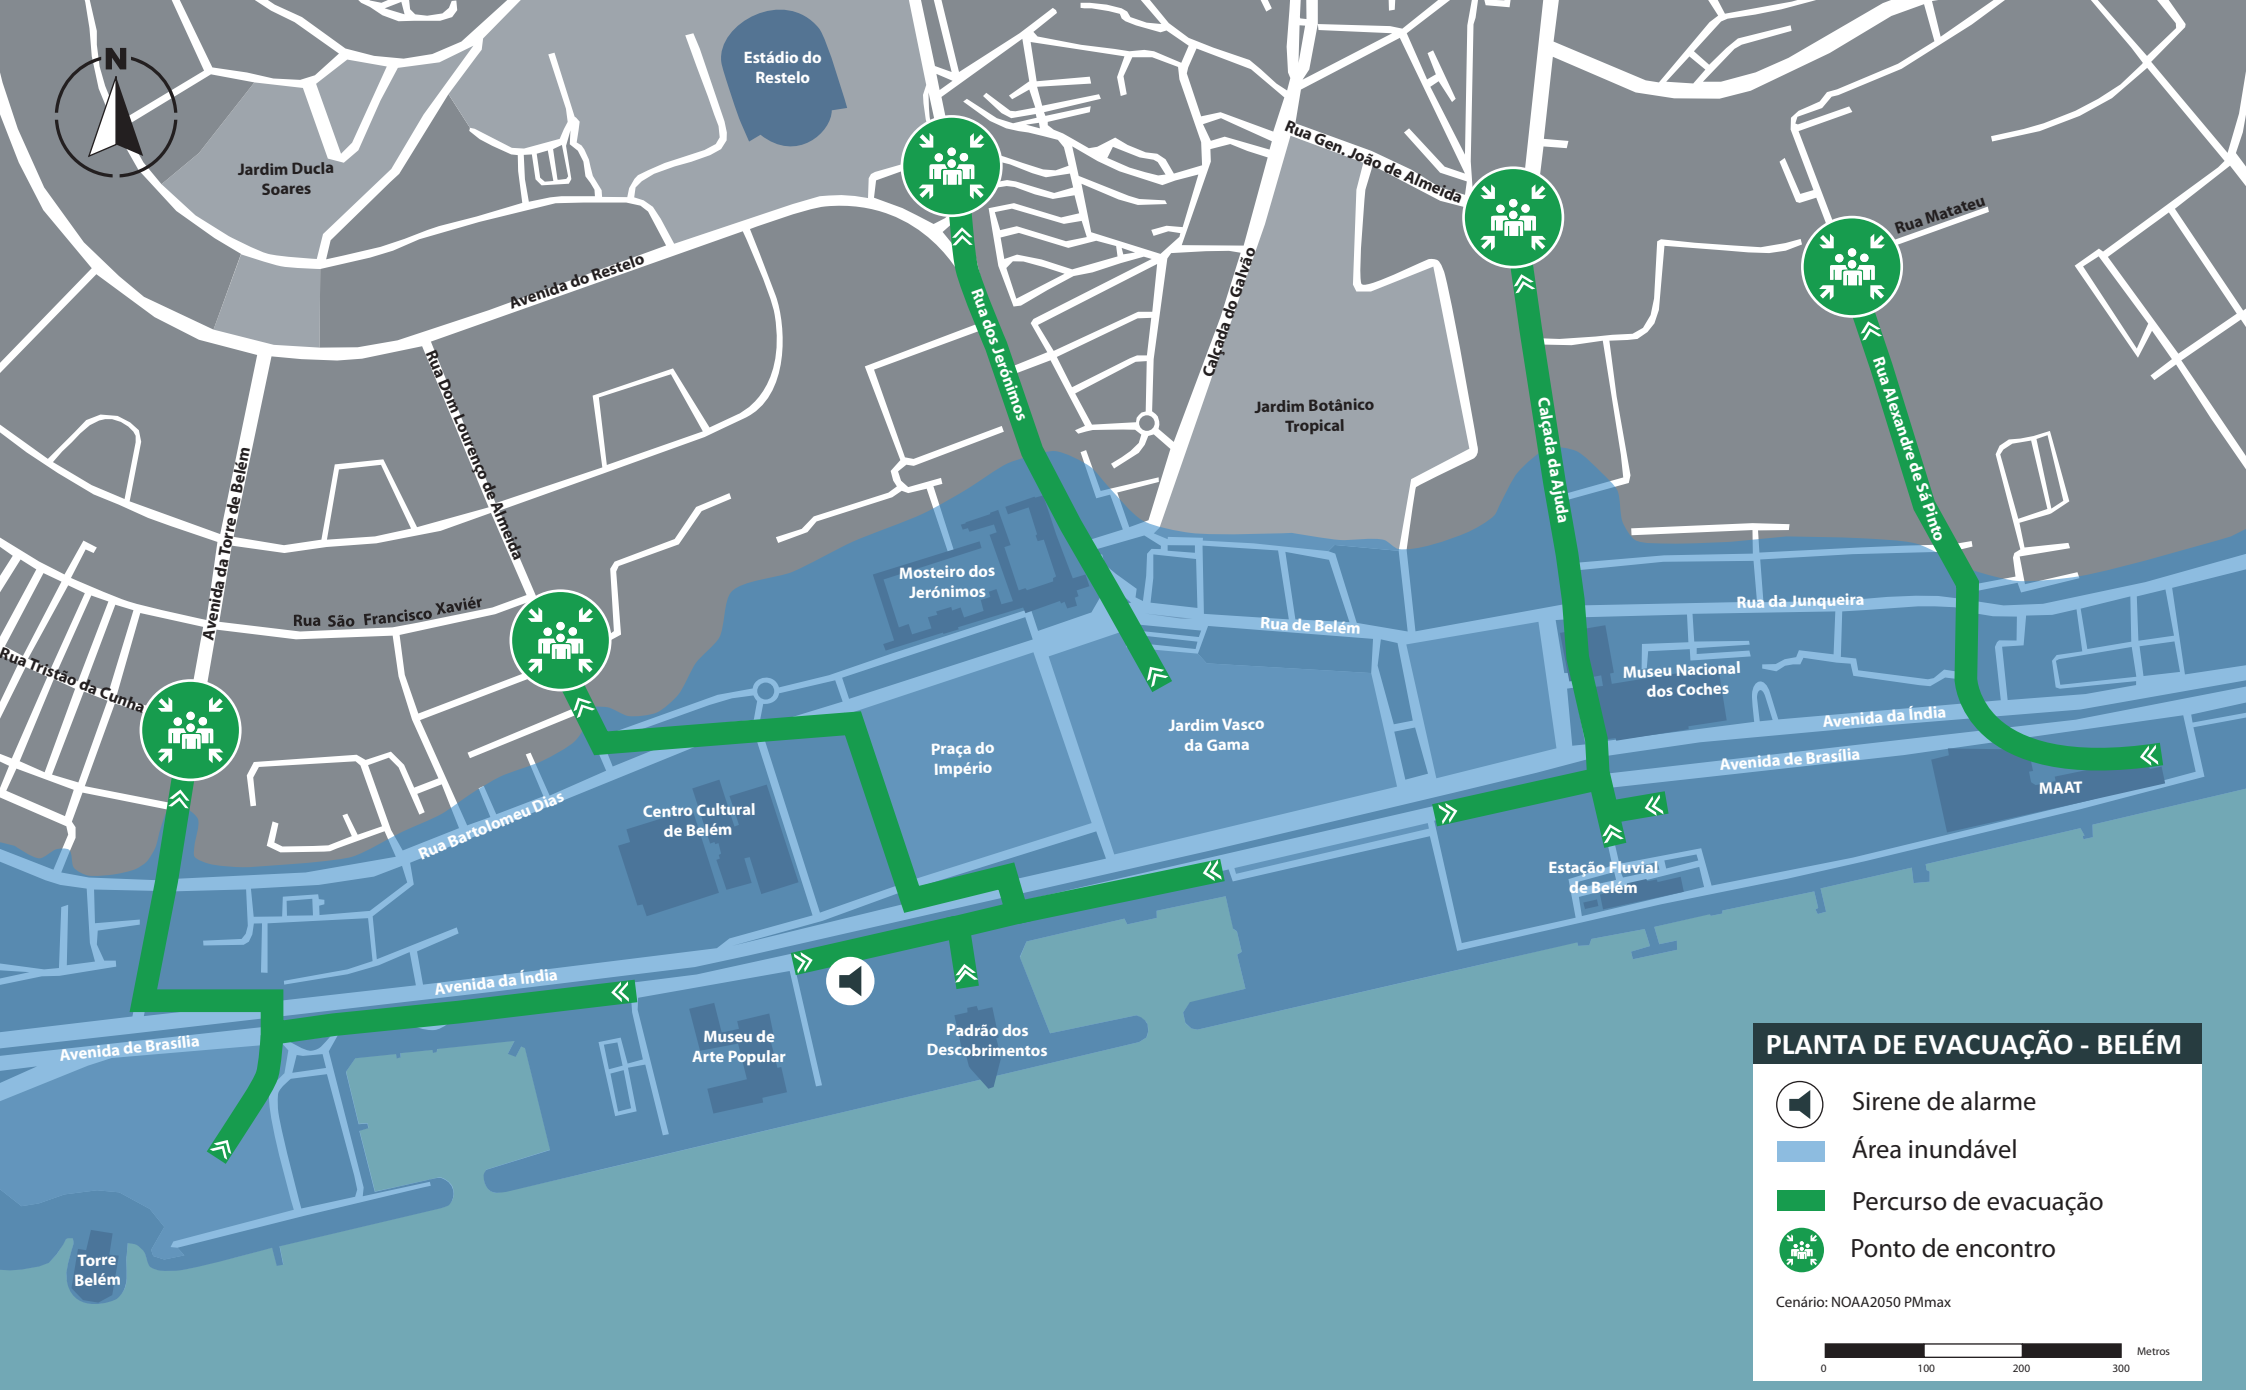 N
Estádio do
Restelo
Jardim Ducla
Soares
Rua Gen. João de Almeida
Rua Matateu
Avenida do Restelo
Calçada do Galvão
Rua dos Jerónimos
Rua Dom Lourenço de Almeida
Jardim Botânico
Tropical
Calçada da Ajuda
Rua Alexandre de Sá Pinto
Avenida da Torre de Belém
Mosteiro dos
Jerónimos
Rua São Francisco Xaviér
Rua de Belém
Rua da Junqueira
Rua Tristão da Cunha
Museu Nacional
dos Coches
Jardim Vasco
da Gama
Avenida da Índia
Praça do
Império
Avenida de Brasília
MAAT
Centro Cultural
de Belém
Rua Bartolomeu Dias
Estação Fluvial
de Belém
Avenida da Índia
Avenida de Brasília
Museu de
Arte Popular
Padrão dos
Descobrimentos
Torre
Belém
PLANTA DE EVACUAÇÃO - BELÉM
Sirene de alarme
Área inundável
Percurso de evacuação
Ponto de encontro
Cenário: NOAA2050 PMmax
Metros
0 100 200 300